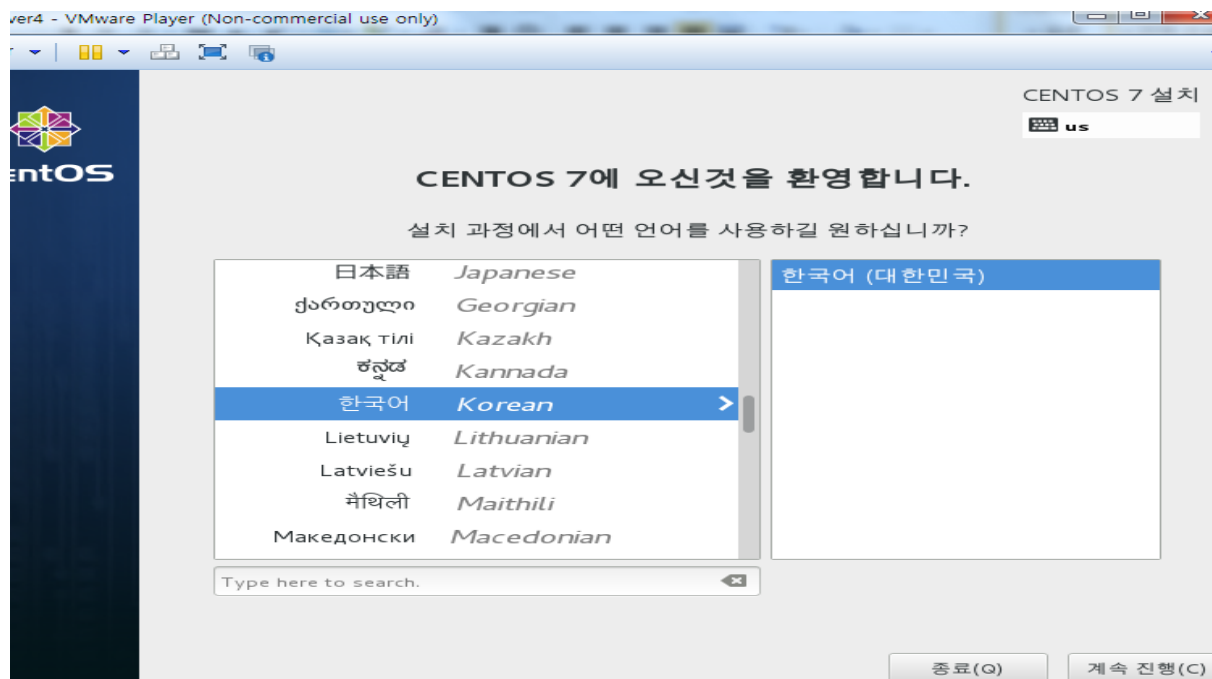 ver4 - VMware Player (Non-commercial use only)
CENTOS 7 설치
us
entOS
CENTOS 7에 오신것을 환영합니다.
설치 과정에서 어떤 언어를 사용하길 원하십니까?
日本語 Japanese
ქართული Georgian
Қазақ тілі Kazakh
ಕನ್ನಡ Kannada
한국어 Korean
Lietuvių Lithuanian
Latviešu Latvian
मैथिली Maithili
Македонски Macedonian
한국어 (대한민국)
Type here to search.
종료(Q)
계속 진행(C)